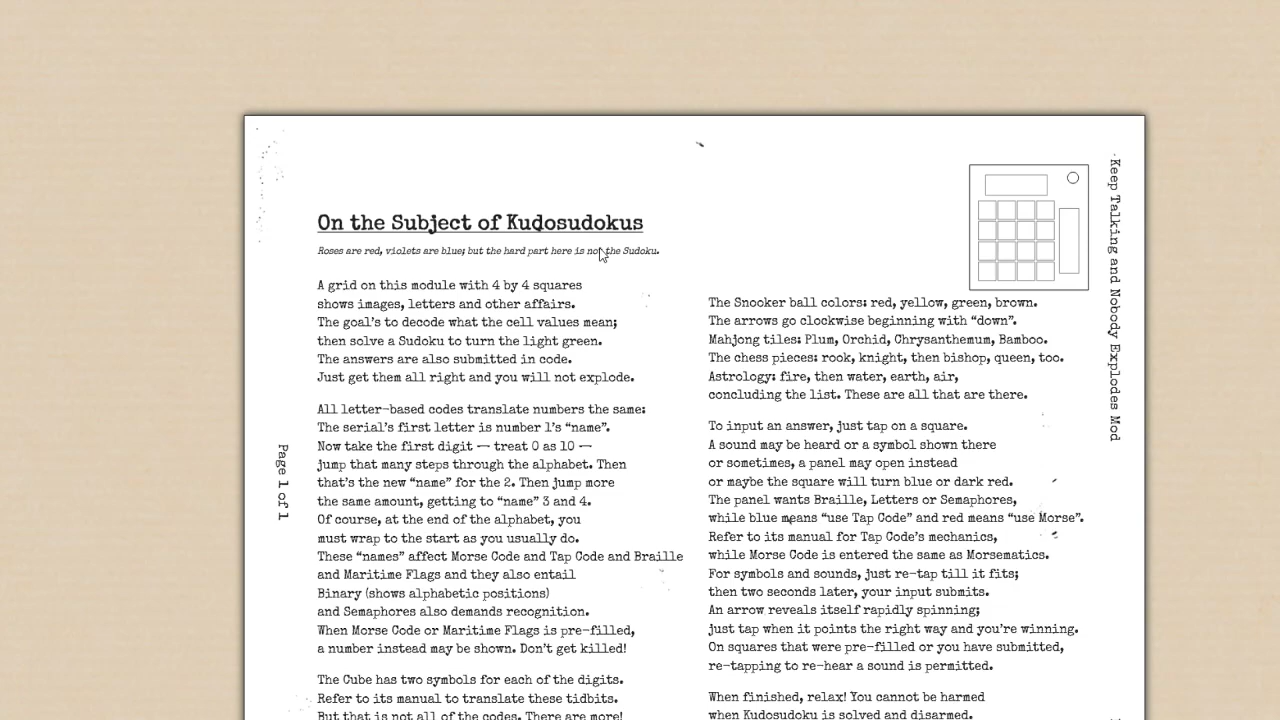 On the Subject of Kudosudokus
Roses are red, violets are blue; but the hard part here is not the Sudoku.
A grid on this module with 4 by 4 squares
shows images, letters and other affairs.
The goal's to decode what the cell values mean;
then solve a Sudoku to turn the light green.
The answers are also submitted in code.
Just get them all right and you will not explode.
All letter-based codes translate numbers the same:
The serial's first letter is number 1's “name”.
Now take the first digit — treat 0 as 10 —
jump that many steps through the alphabet. Then
that's the new “name” for the 2. Then jump more
the same amount, getting to “name” 3 and 4.
Of course, at the end of the alphabet, you
must wrap to the start as you usually do.
These “names” affect Morse Code and Tap Code and Braille
and Maritime Flags and they also entail
Binary (shows alphabetic positions)
and Semaphores also demands recognition.
When Morse Code or Maritime Flags is pre-filled,
a number instead may be shown. Don't get killed!
The Cube has two symbols for each of the digits.
Refer to its manual to translate these tidbits.
But that is not all of the codes. There are more!
The Snooker ball colors: red, yellow, green, brown.
The arrows go clockwise beginning with “down”.
Mahjong tiles: Plum, Orchid, Chrysanthemum, Bamboo.
The chess pieces: rook, knight, then bishop, queen, too.
Astrology: fire, then water, earth, air,
concluding the list. These are all that are there.
To input an answer, just tap on a square.
A sound may be heard or a symbol shown there
or sometimes, a panel may open instead
or maybe the square will turn blue or dark red.
The panel wants Braille, Letters or Semaphores,
while blue means “use Tap Code” and red means “use Morse”.
Refer to its manual for Tap Code's mechanics,
while Morse Code is entered the same as Morsematics.
For symbols and sounds, just re-tap till it fits;
then two seconds later, your input submits.
An arrow reveals itself rapidly spinning;
just tap when it points the right way and you're winning.
On squares that were pre-filled or you have submitted,
re-tapping to re-hear a sound is permitted.
When finished, relax! You cannot be harmed
when Kudosudoku is solved and disarmed.
Keep Talking and Nobody Explodes Mod
Page 1 of 1